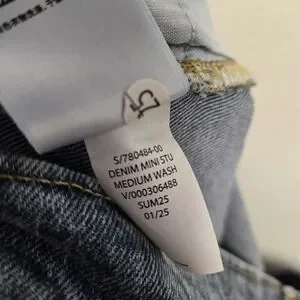 S/780484-00
DENIM MINI STU
MEDIUM WASH
V/000306488
SUM25
01/25